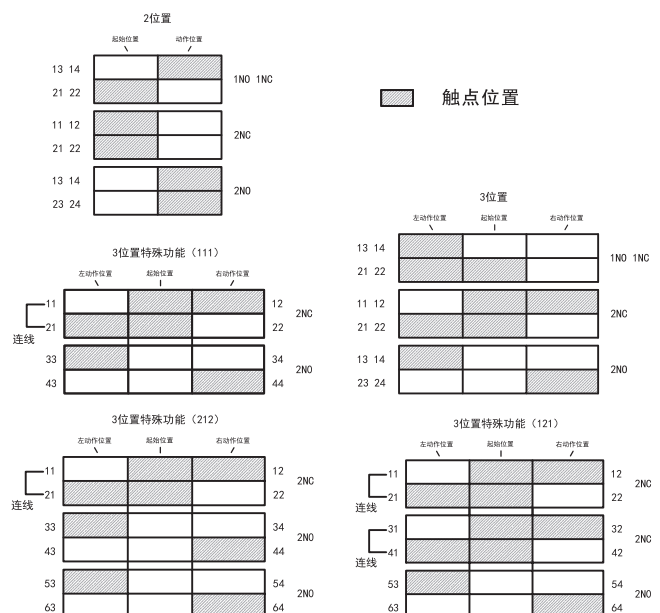 2位置
起始位置 动作位置
13 14
1NO 1NC
21 22
11 12
2NC
21 22
13 14
2NO
23 24
触点位置
3位置
左动作位置 起始位置 右动作位置
13 14
1NO 1NC
21 22
11 12
2NC
21 22
13 14
2NO
23 24
3位置特殊功能（111）
左动作位置 起始位置 右动作位置
11 12
2NC
21 22
连线
33 34
2NO
43 44
3位置特殊功能（212）
左动作位置 起始位置 右动作位置
11 12
2NC
21 22
连线
33 34
2NO
43 44
53 54
2NO
63 64
3位置特殊功能（121）
左动作位置 起始位置 右动作位置
11 12
2NC
21 22
连线
31 32
2NC
41 42
连线
53 54
2NO
63 64